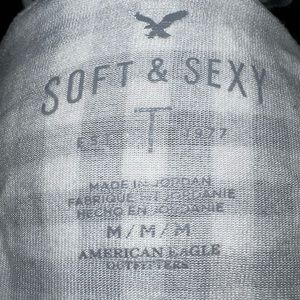 SOFT & SEXY
T
EST. 1977
MADE IN JORDAN
FABRIQUE EN JORDANIE
HECHO EN JORDANIE
M/M/M
AMERICAN EAGLE
OUTFITTERS